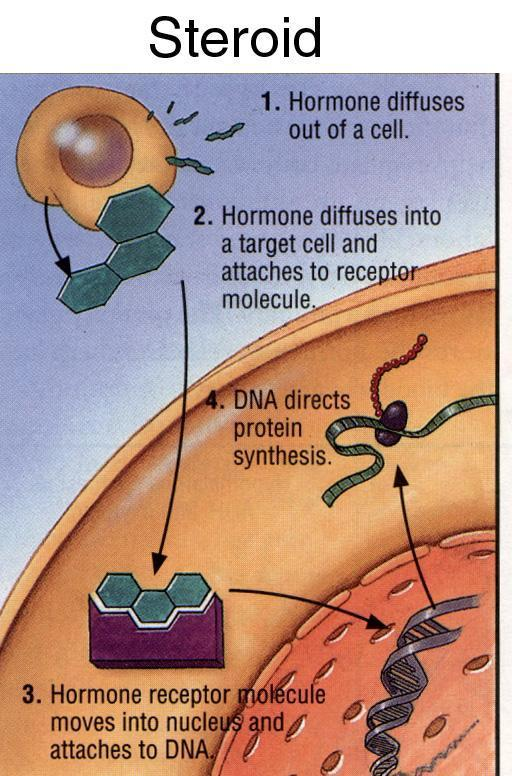 Steroid
1. Hormone diffuses
out of a cell.
2. Hormone diffuses into
a target cell and
attaches to receptor
molecule.
4. DNA directs
protein
synthesis.
3. Hormone receptor molecule
moves into nucleus and
attaches to DNA.